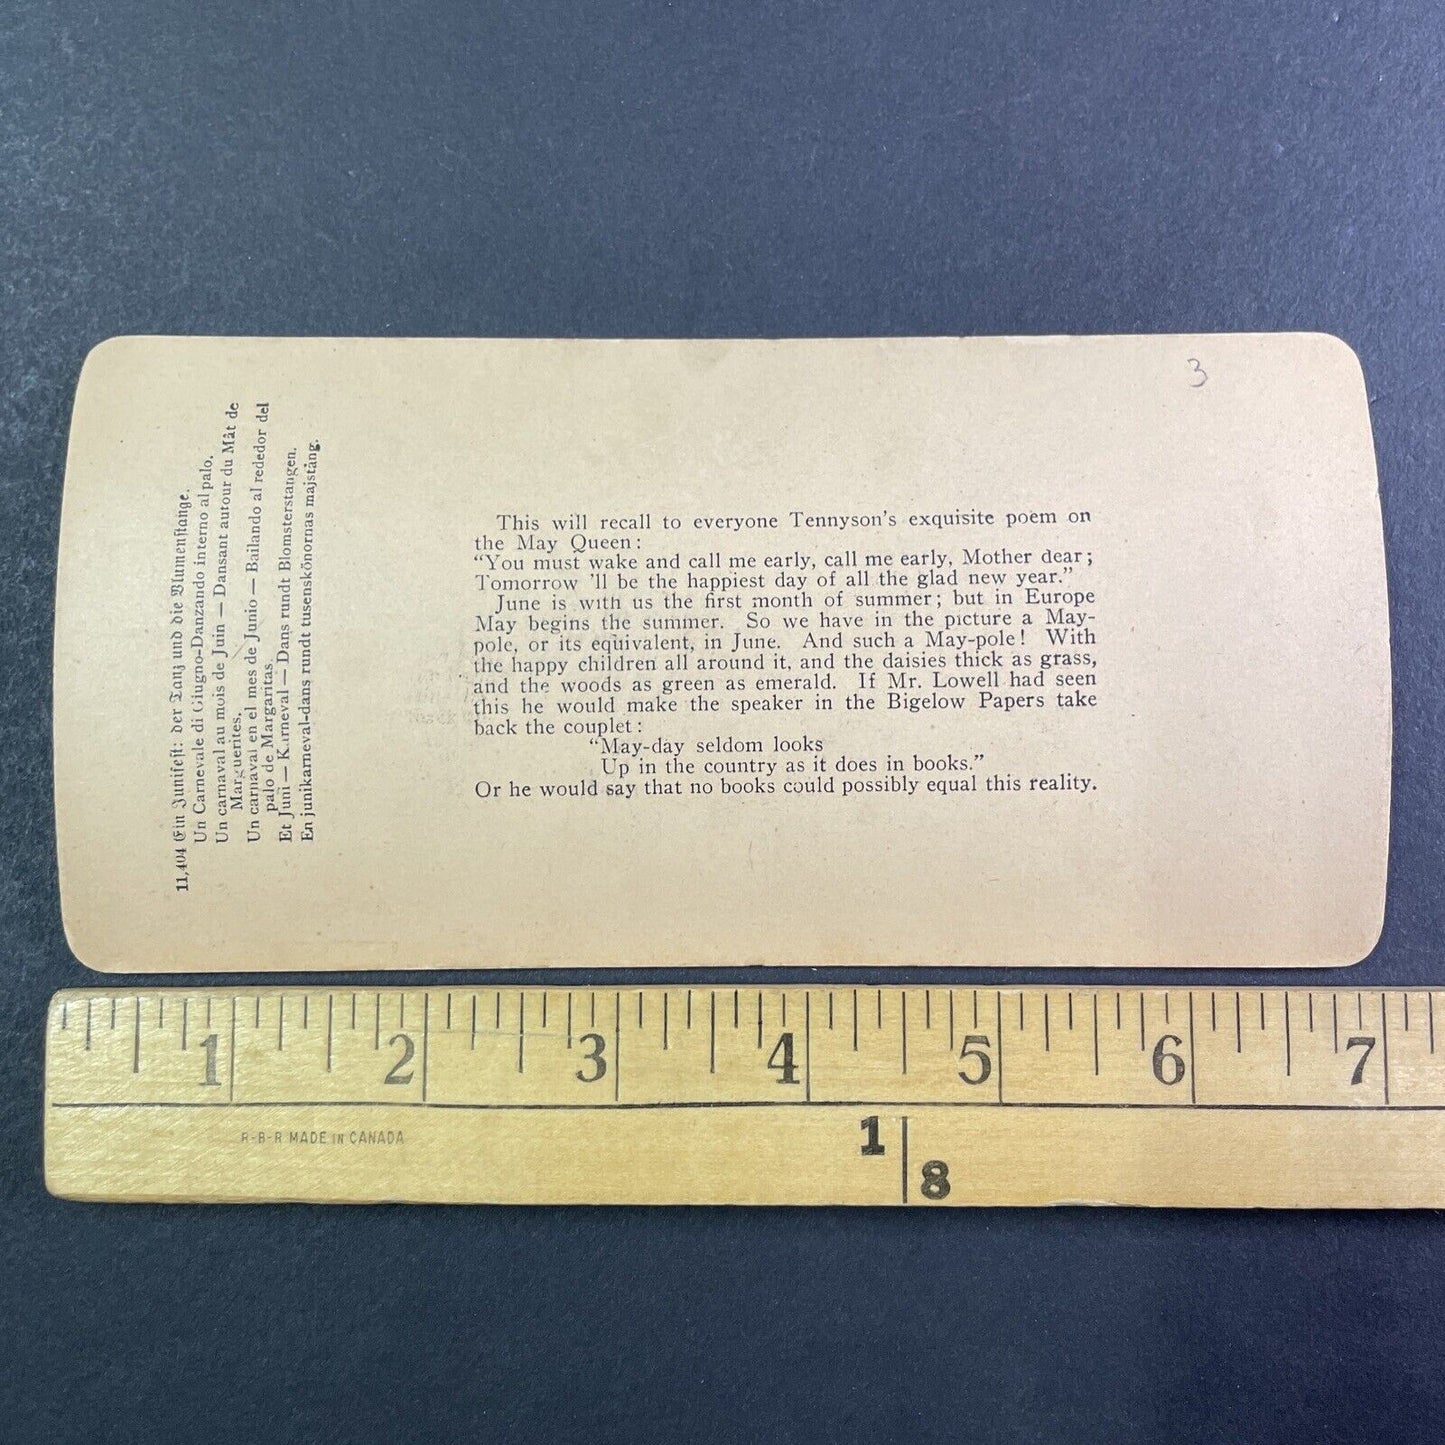 3
11,404 Ein Junifest: der Tanz und die Blumenstange.
Un Carnevale di Giugno-Danzando interno al palo.
Un carnaval au mois de Juin — Dansant autour du Mât de
Marguerites.
Un carnaval en el mes de Junio — Bailando al rededor del
palo de Margaritas.
Et Juni — Karneval — Dans rundt Blomsterstangen.
En junikarneval-dans rundt tusenskönornas majstång.
This will recall to everyone Tennyson's exquisite poem on
the May Queen:
“You must wake and call me early, call me early, Mother dear;
Tomorrow 'll be the happiest day of all the glad new year.”
June is with us the first month of summer; but in Europe
May begins the summer. So we have in the picture a May-
pole, or its equivalent, in June. And such a May-pole! With
the happy children all around it, and the daisies thick as grass,
and the woods as green as emerald. If Mr. Lowell had seen
this he would make the speaker in the Bigelow Papers take
back the couplet:
“May-day seldom looks
Up in the country as it does in books.”
Or he would say that no books could possibly equal this reality.
1 2 3 4 5 6 7
R-B-R MADE IN CANADA
1
8